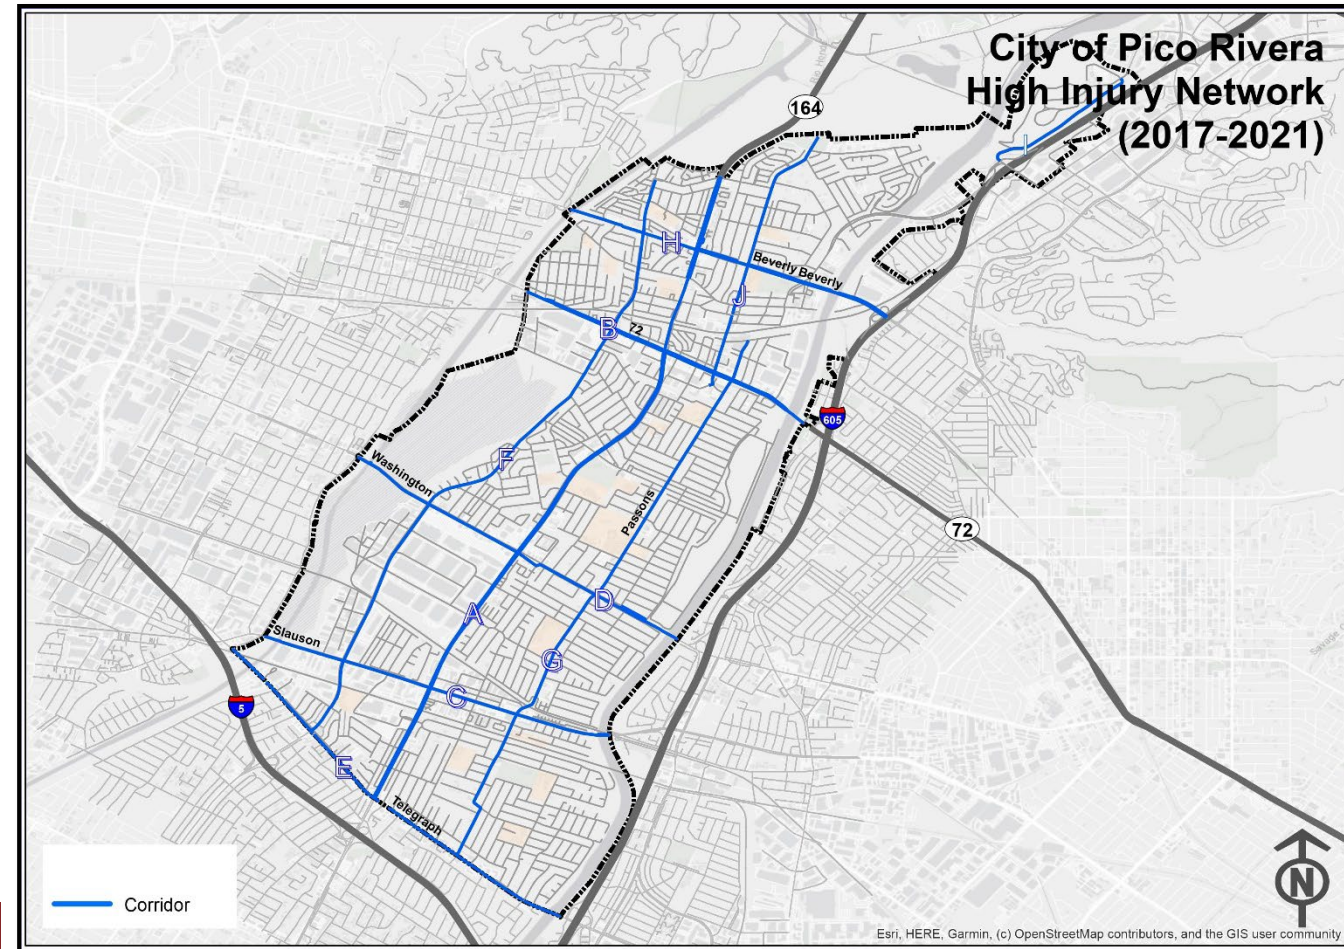 City of Pico Rivera
High Injury Network
(2017-2021)
164
I
H
Beverly Beverly
J
B
72
605
F
Washington
Passons
72
D
A
Slauson
G
C
5
E
Telegraph
Corridor
N
Esri, HERE, Garmin, (c) OpenStreetMap contributors, and the GIS user community